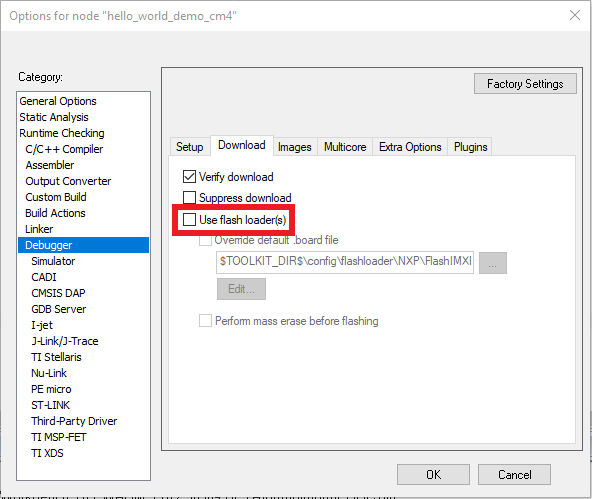 Options for node "hello_world_demo_cm4"
Category:
Factory Settings
General Options
Static Analysis
Runtime Checking
C/C++ Compiler
Assembler
Output Converter
Custom Build
Build Actions
Linker
Debugger
Simulator
CADI
CMSIS DAP
GDB Server
I-jet
J-Link/J-Trace
TI Stellaris
Nu-Link
PE micro
ST-LINK
Third-Party Driver
TI MSP-FET
TI XDS
Setup Download Images Multicore Extra Options Plugins
Verify download
Suppress download
Use flash loader(s)
Override default .board file
$TOOLKIT_DIR$\config\flashloader\NXP\FlashIMXI ...
Edit...
Perform mass erase before flashing
OK Cancel